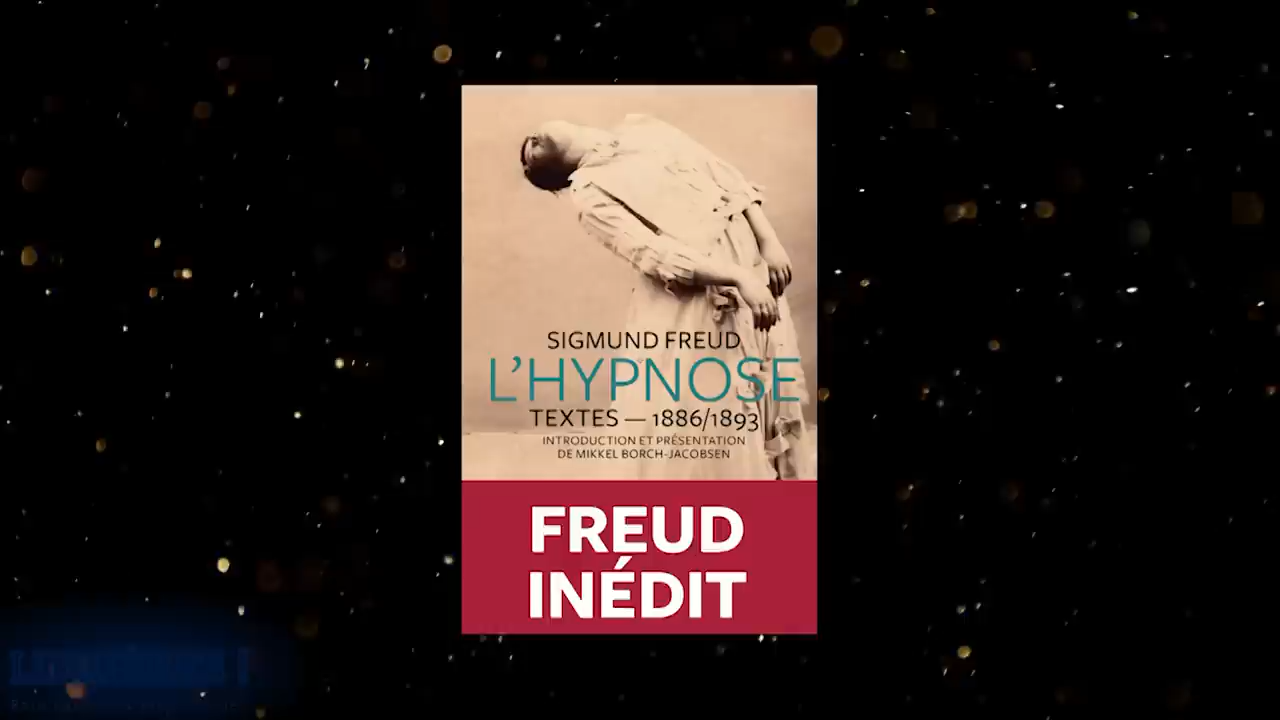 SIGMUND FREUD
L'HYPNOSE
TEXTES — 1886/1893
INTRODUCTION ET PRÉSENTATION
DE MIKKEL BORCH-JACOBSEN
FREUD
INÉDIT